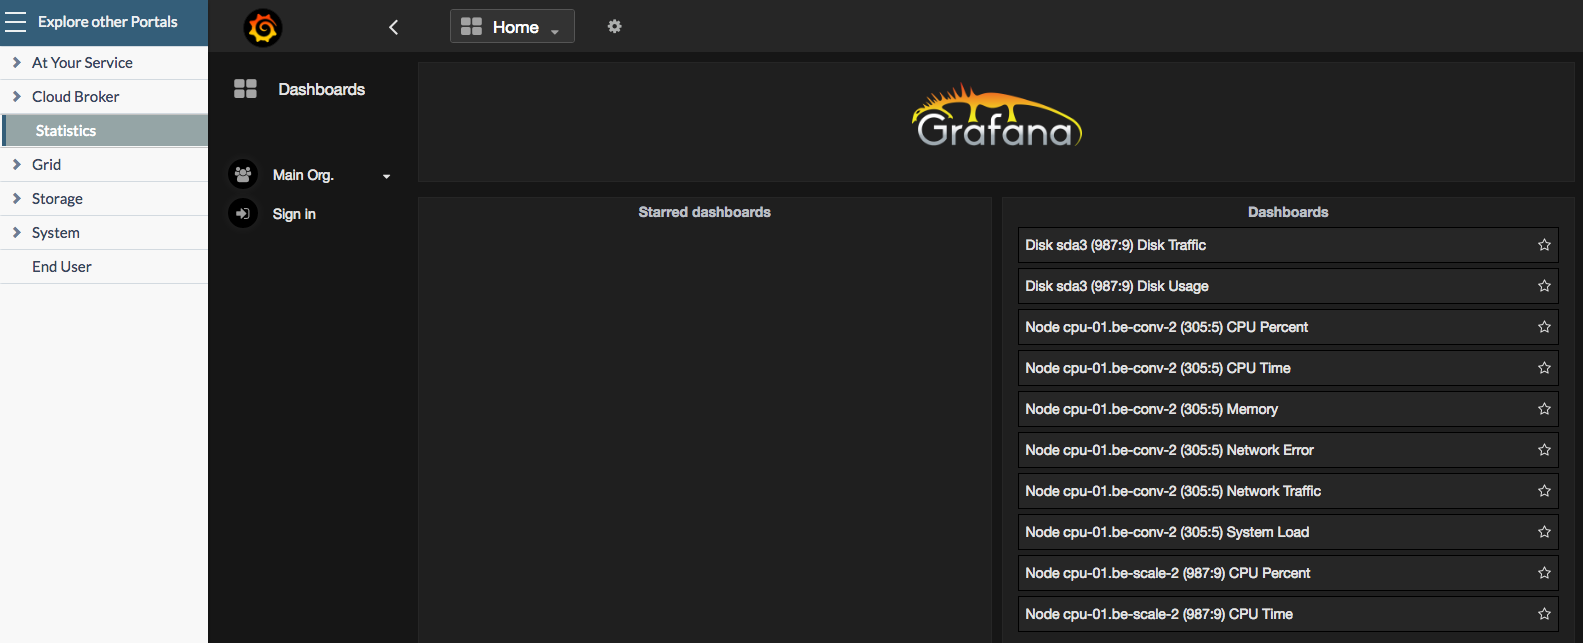 Explore other Portals
At Your Service
Cloud Broker
Statistics
Grid
Storage
System
End User
Home
Dashboards
Main Org.
Sign in
Grafana
Starred dashboards
Dashboards
Disk sda3 (987:9) Disk Traffic
Disk sda3 (987:9) Disk Usage
Node cpu-01.be-conv-2 (305:5) CPU Percent
Node cpu-01.be-conv-2 (305:5) CPU Time
Node cpu-01.be-conv-2 (305:5) Memory
Node cpu-01.be-conv-2 (305:5) Network Error
Node cpu-01.be-conv-2 (305:5) Network Traffic
Node cpu-01.be-conv-2 (305:5) System Load
Node cpu-01.be-scale-2 (987:9) CPU Percent
Node cpu-01.be-scale-2 (987:9) CPU Time